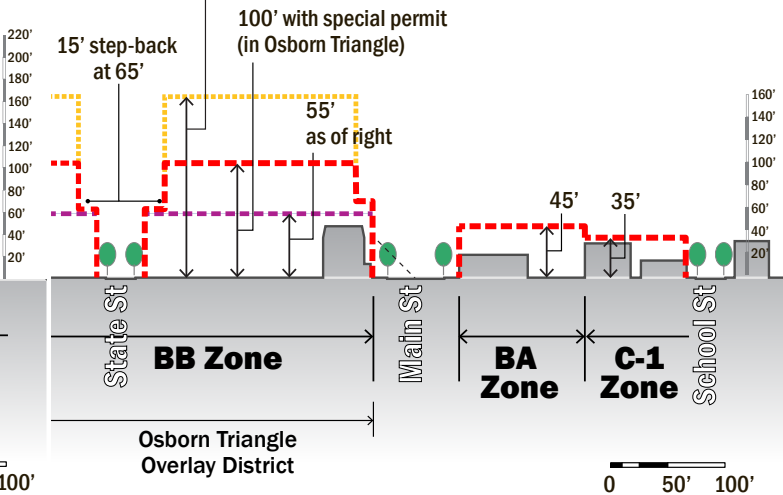 100’ with special permit
(in Osborn Triangle)
15’ step-back
at 65’
55’
as of right
220’
200’
180’
160’
140’
120’
100’
80’
60’
40’
20’
160’
140’
120’
100’
80’
60’
40’
20’
45’
35’
State St
Main St
School St
BB Zone
BA
Zone
C-1
Zone
Osborn Triangle
Overlay District
100’
0 50’ 100’